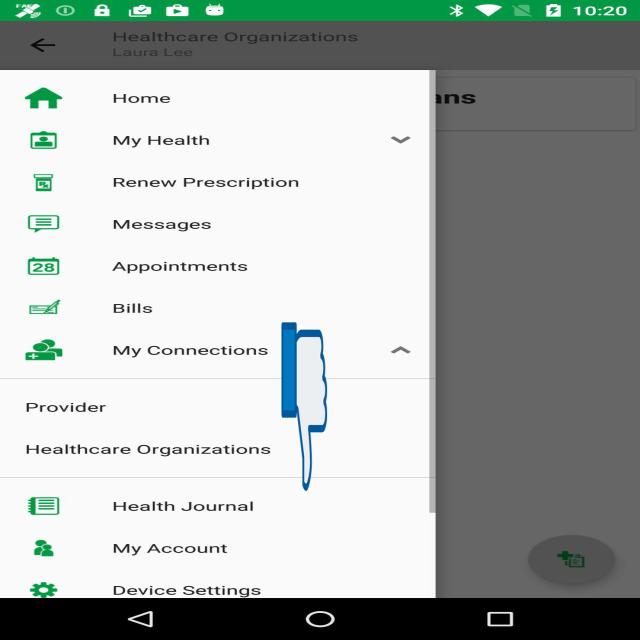 10:20
Healthcare Organizations
Laura Lee
ans
Home
My Health
Renew Prescription
Messages
28
Appointments
Bills
My Connections
Provider
Healthcare Organizations
Health Journal
My Account
Device Settings